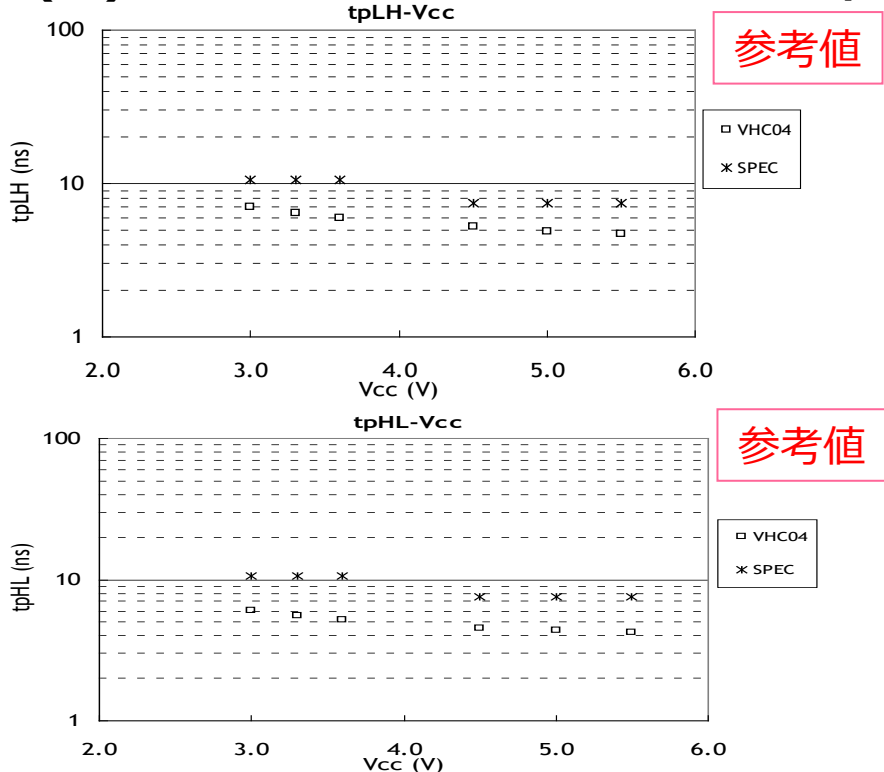 tpLH-Vcc
参考値
100
10
1
tpLH (ns)
2.0 3.0 4.0 5.0 6.0
Vcc (V)
VHC04
SPEC
tpHL-Vcc
参考値
100
10
1
tpHL (ns)
2.0 3.0 4.0 5.0 6.0
Vcc (V)
VHC04
SPEC